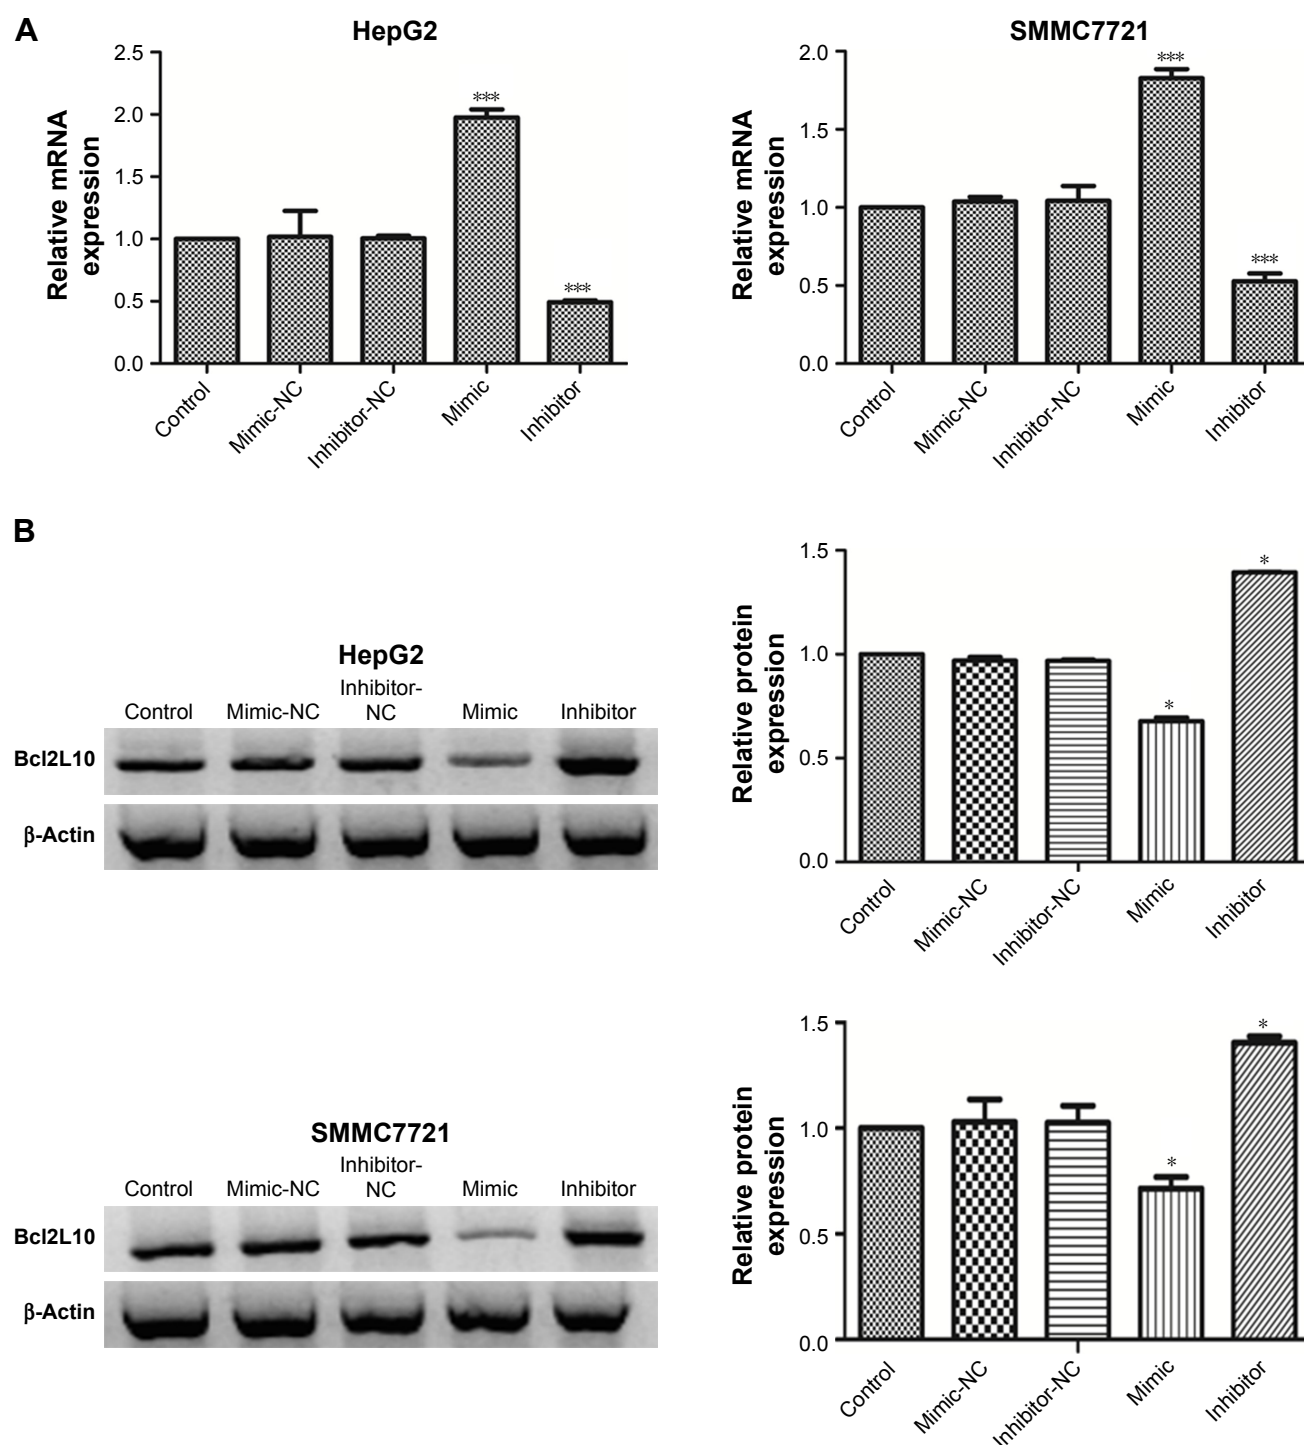 A
HepG2
Relative mRNA
expression
2.5
2.0
1.5
1.0
0.5
0.0
***
***
Control
Mimic-NC
Inhibitor-NC
Mimic
Inhibitor
SMMC7721
Relative mRNA
expression
2.0
1.5
1.0
0.5
0.0
***
***
Control
Mimic-NC
Inhibitor-NC
Mimic
Inhibitor
B
HepG2
Control
Mimic-NC
Inhibitor-
NC
Mimic
Inhibitor
Bcl2L10
β-Actin
Relative protein
expression
1.5
1.0
0.5
0.0
*
*
Control
Mimic-NC
Inhibitor-NC
Mimic
Inhibitor
SMMC7721
Control
Mimic-NC
Inhibitor-
NC
Mimic
Inhibitor
Bcl2L10
β-Actin
Relative protein
expression
1.5
1.0
0.5
0.0
*
*
Control
Mimic-NC
Inhibitor-NC
Mimic
Inhibitor